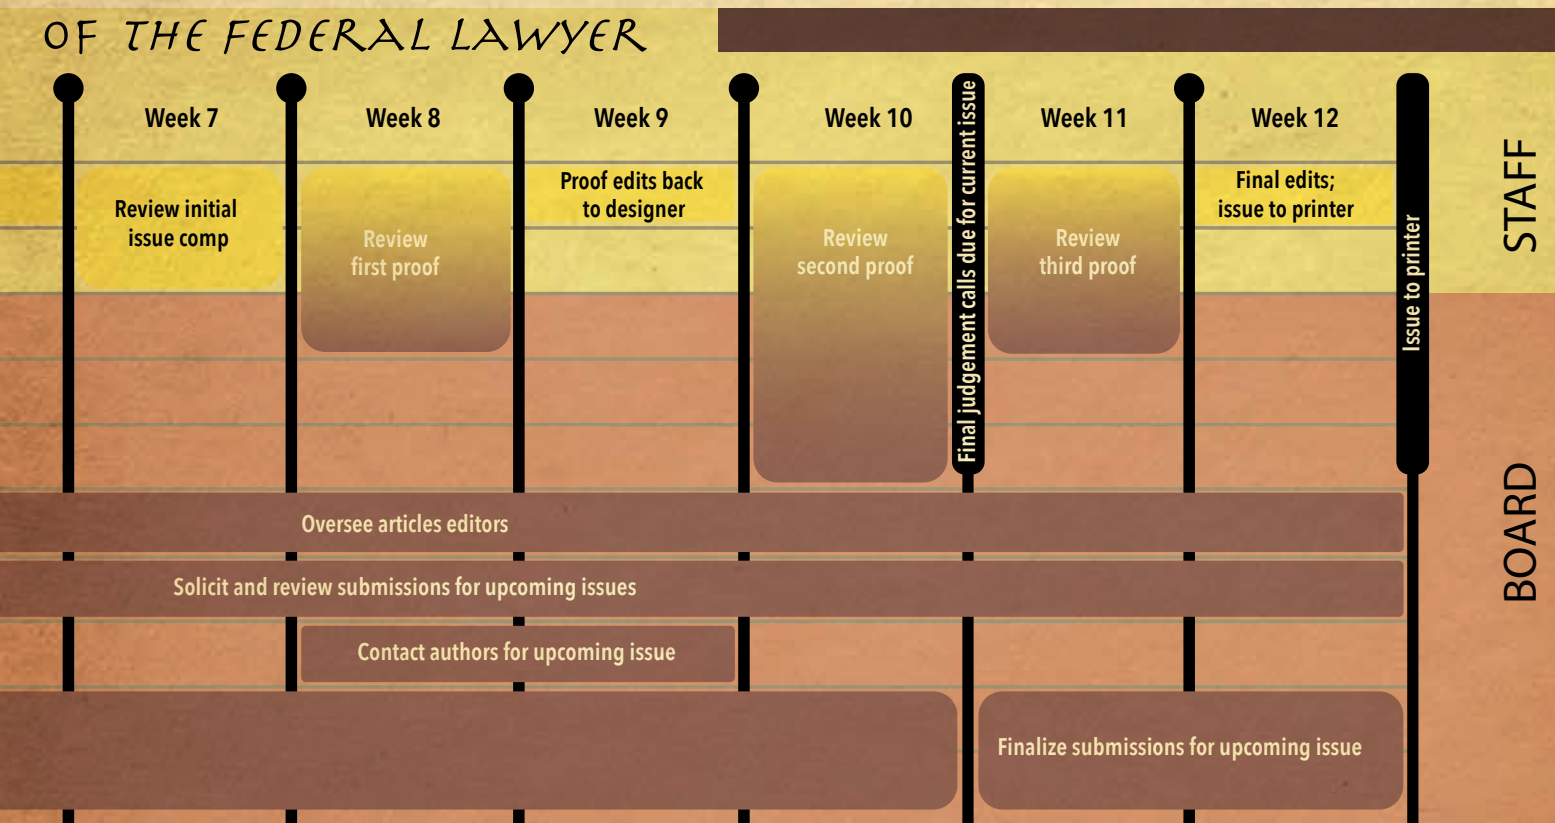 OF THE FEDERAL LAWYER
Week 7
Week 8
Week 9
Week 10
Week 11
Week 12
Review initial
issue comp
Review
first proof
Proof edits back
to designer
Review
second proof
Final judgement calls due for current issue
Review
third proof
Final edits;
issue to printer
Issue to printer
STAFF
Oversee articles editors
Solicit and review submissions for upcoming issues
Contact authors for upcoming issue
Finalize submissions for upcoming issue
BOARD